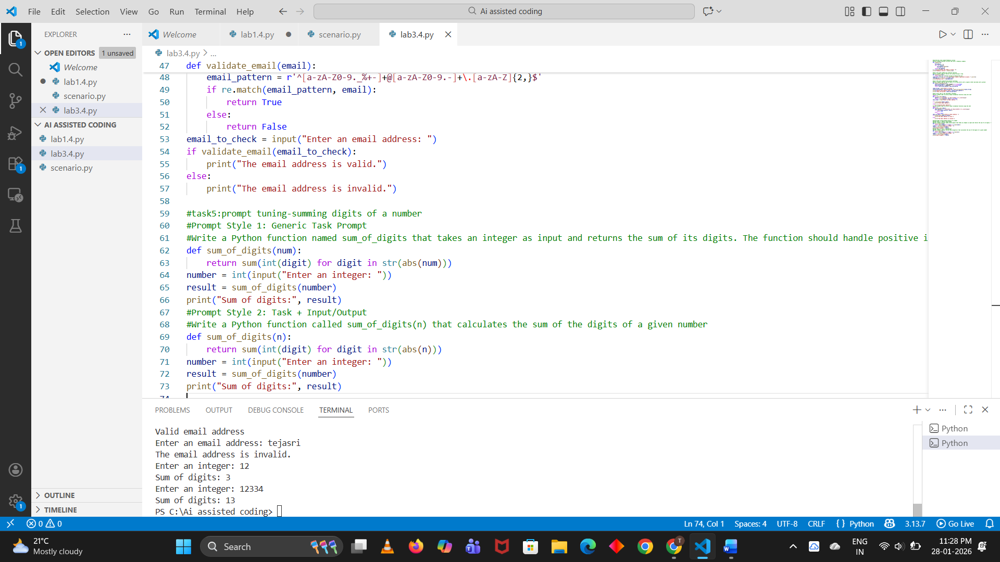 File Edit Selection View Go Run Terminal Help
Ai assisted coding
EXPLORER
OPEN EDITORS 1 unsaved
Welcome
lab1.4.py
scenario.py
lab3.4.py
AI ASSISTED CODING
lab1.4.py
lab3.4.py
scenario.py
OUTLINE
TIMELINE
Welcome lab1.4.py scenario.py lab3.4.py
lab3.4.py > ...
47 def validate_email(email):
48 email_pattern = r'^[a-zA-Z0-9._%+-]+@[a-zA-Z0-9.-]+\.[a-zA-Z]{2,}$'
49 if re.match(email_pattern, email):
50 return True
51 else:
52 return False
53 email_to_check = input("Enter an email address: ")
54 if validate_email(email_to_check):
55 print("The email address is valid.")
56 else:
57 print("The email address is invalid.")
58
59 #task5:prompt tuning-summing digits of a number
60 #Prompt Style 1: Generic Task Prompt
61 #Write a Python function named sum_of_digits that takes an integer as input and returns the sum of its digits. The function should handle positive i
62 def sum_of_digits(num):
63 return sum(int(digit) for digit in str(abs(num)))
64 number = int(input("Enter an integer: "))
65 result = sum_of_digits(number)
66 print("Sum of digits:", result)
67 #Prompt Style 2: Task + Input/Output
68 #Write a Python function called sum_of_digits(n) that calculates the sum of the digits of a given number
69 def sum_of_digits(n):
70 return sum(int(digit) for digit in str(abs(n)))
71 number = int(input("Enter an integer: "))
72 result = sum_of_digits(number)
73 print("Sum of digits:", result)
74
PROBLEMS OUTPUT DEBUG CONSOLE TERMINAL PORTS
Valid email address
Enter an email address: tejasri
The email address is invalid.
Enter an integer: 12
Sum of digits: 3
Enter an integer: 12334
Sum of digits: 13
PS C:\Ai assisted coding>
Python
Python
0 0
Ln 74, Col 1 Spaces: 4 UTF-8 CRLF {} Python 3.13.7 Go Live
21°C
Mostly cloudy
Search
ENG
IN
11:28 PM
28-01-2026